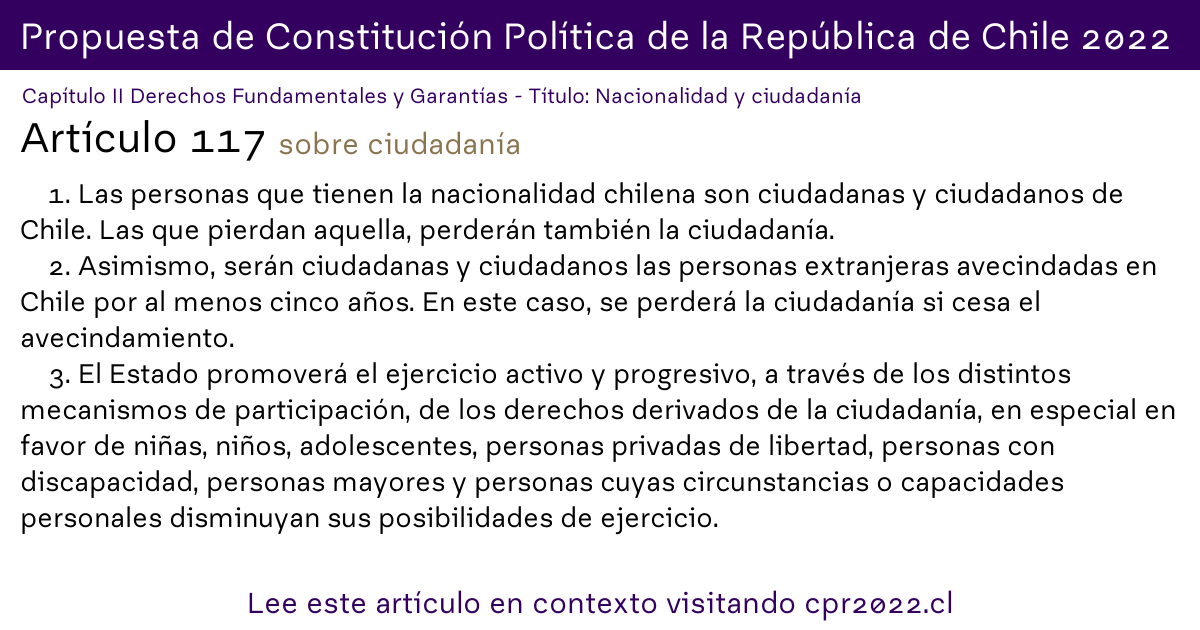 Propuesta de Constitución Política de la República de Chile 2022
Capítulo II Derechos Fundamentales y Garantías - Título: Nacionalidad y ciudadanía
Artículo 117 sobre ciudadanía
1. Las personas que tienen la nacionalidad chilena son ciudadanas y ciudadanos de
Chile. Las que pierdan aquella, perderán también la ciudadanía.
2. Asimismo, serán ciudadanas y ciudadanos las personas extranjeras avecindadas en
Chile por al menos cinco años. En este caso, se perderá la ciudadanía si cesa el
avecindamiento.
3. El Estado promoverá el ejercicio activo y progresivo, a través de los distintos
mecanismos de participación, de los derechos derivados de la ciudadanía, en especial en
favor de niñas, niños, adolescentes, personas privadas de libertad, personas con
discapacidad, personas mayores y personas cuyas circunstancias o capacidades
personales disminuyan sus posibilidades de ejercicio.
Lee este artículo en contexto visitando cpr2022.cl